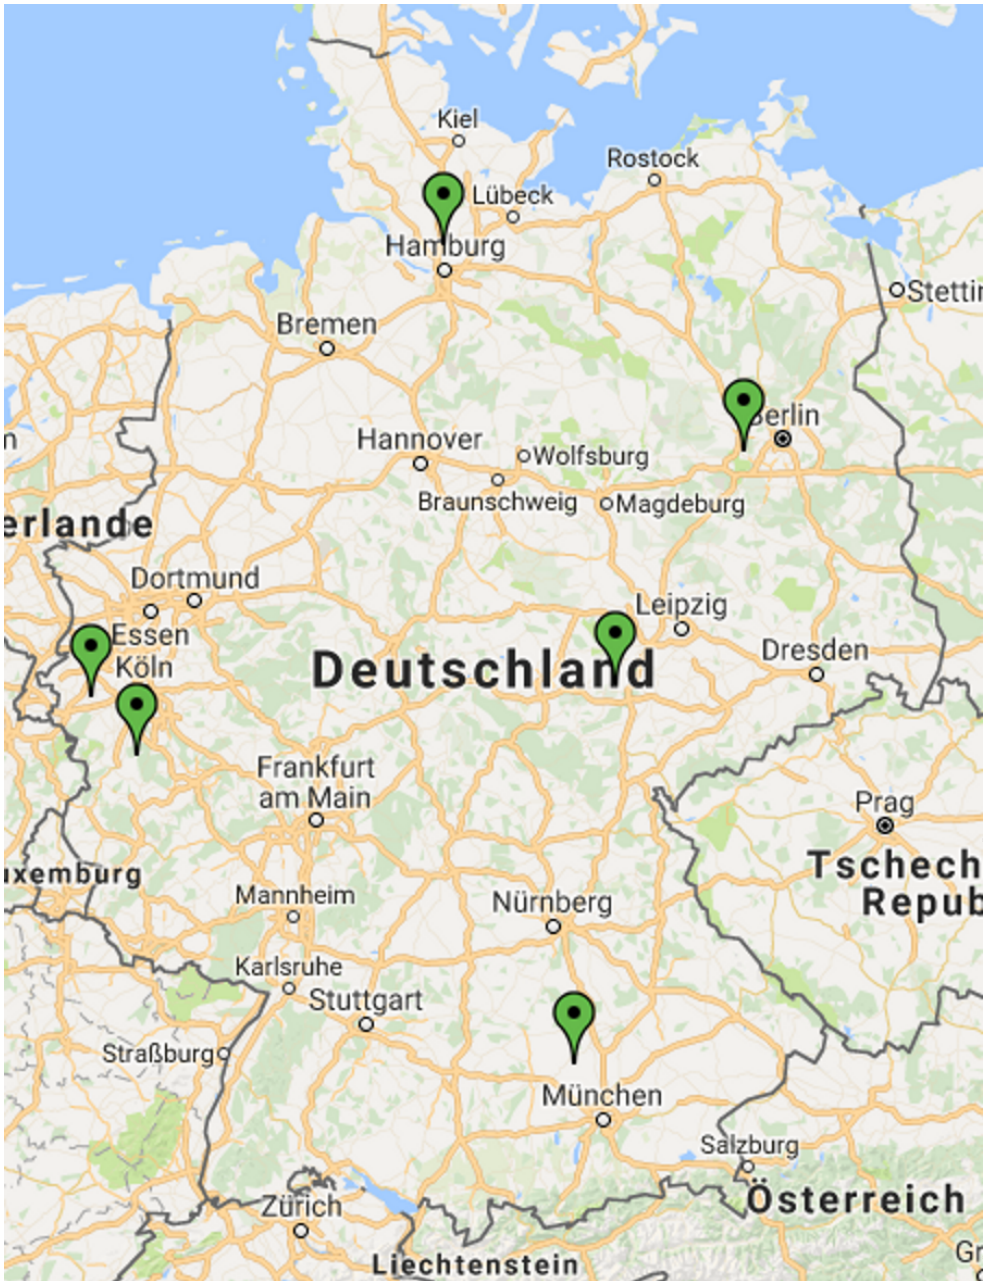 Kiel
Rostock
Lübeck
Hamburg
Stettin
Bremen
Berlin
Hannover
Wolfsburg
Braunschweig
Magdeburg
erlande
Dortmund
Leipzig
Essen
Köln
Deutschland
Dresden
Frankfurt
am Main
Prag
Tschech
Repub
uxemburg
Mannheim
Nürnberg
Karlsruhe
Stuttgart
Straßburg
München
Salzburg
Österreich
Zürich
Liechtenstein
Gr